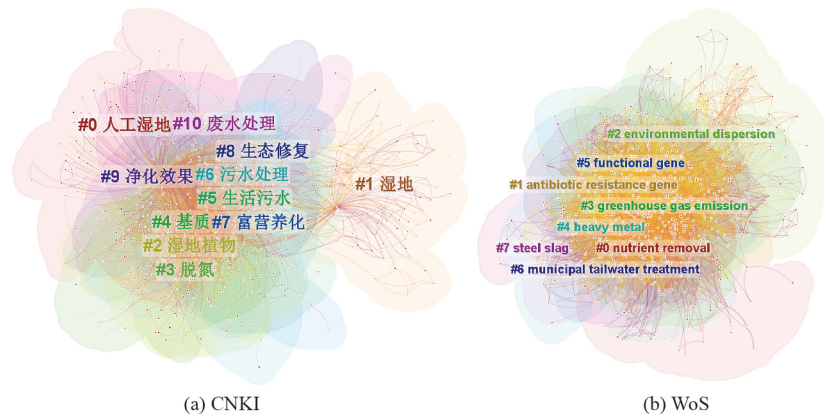 #0 人工湿地 #10 废水处理
#8 生态修复
#9 净化效果 #6 污水处理
#1 湿地
#5 生活污水
#4 基质 #7 富营养化
#2 湿地植物
#3 脱氮
(a) CNKI
#2 environmental dispersion
#5 functional gene
#1 antibiotic resistance gene
#3 greenhouse gas emission
#4 heavy metal
#7 steel slag #0 nutrient removal
#6 municipal tailwater treatment
(b) WoS